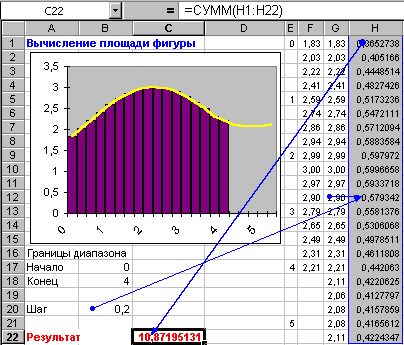 C22 = =СУММ(H1:H22)
A B C D E F G H
1 Вычисление площади фигуры 0 1,83 1,83 0,3652738
2 2,03 2,03 0,405166
3 2,22 2,22 0,4448514
4 2,41 2,41 0,4827426
5 1 2,59 2,59 0,5173236
6 2,74 2,74 0,5472111
7 2,86 2,86 0,5712094
8 2,94 2,94 0,5883584
9 2 2,99 2,99 0,597972
10 3,00 3,00 0,5996658
11 2,97 2,97 0,5933718
12 2,90 2,90 0,579342
13 3 2,79 2,79 0,5581376
14 2,65 2,65 0,5306068
15 2,49 2,49 0,4978511
3,5
3
2,5
2
1,5
1
0,5
0
0 1 2 3 4 5
16 Границы диапазона 2,31 2,31 0,4611808
17 Начало 0 4 2,21 2,21 0,442063
18 Конец 4 0,4206225
19 2,06 0,4127797
20 Шаг 0,2 2,08
21 5 2,08 0,4165612
22 Результат 10,87195131 2,11 0,4224347